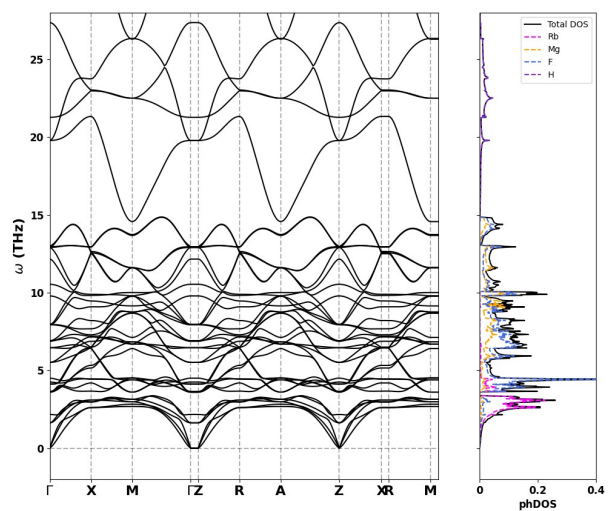 ω (THz)
25
20
15
10
5
0
Γ X M Γ Z R A Z X R M
Total DOS
Rb
Mg
F
H
0 0.2 0.4
phDOS